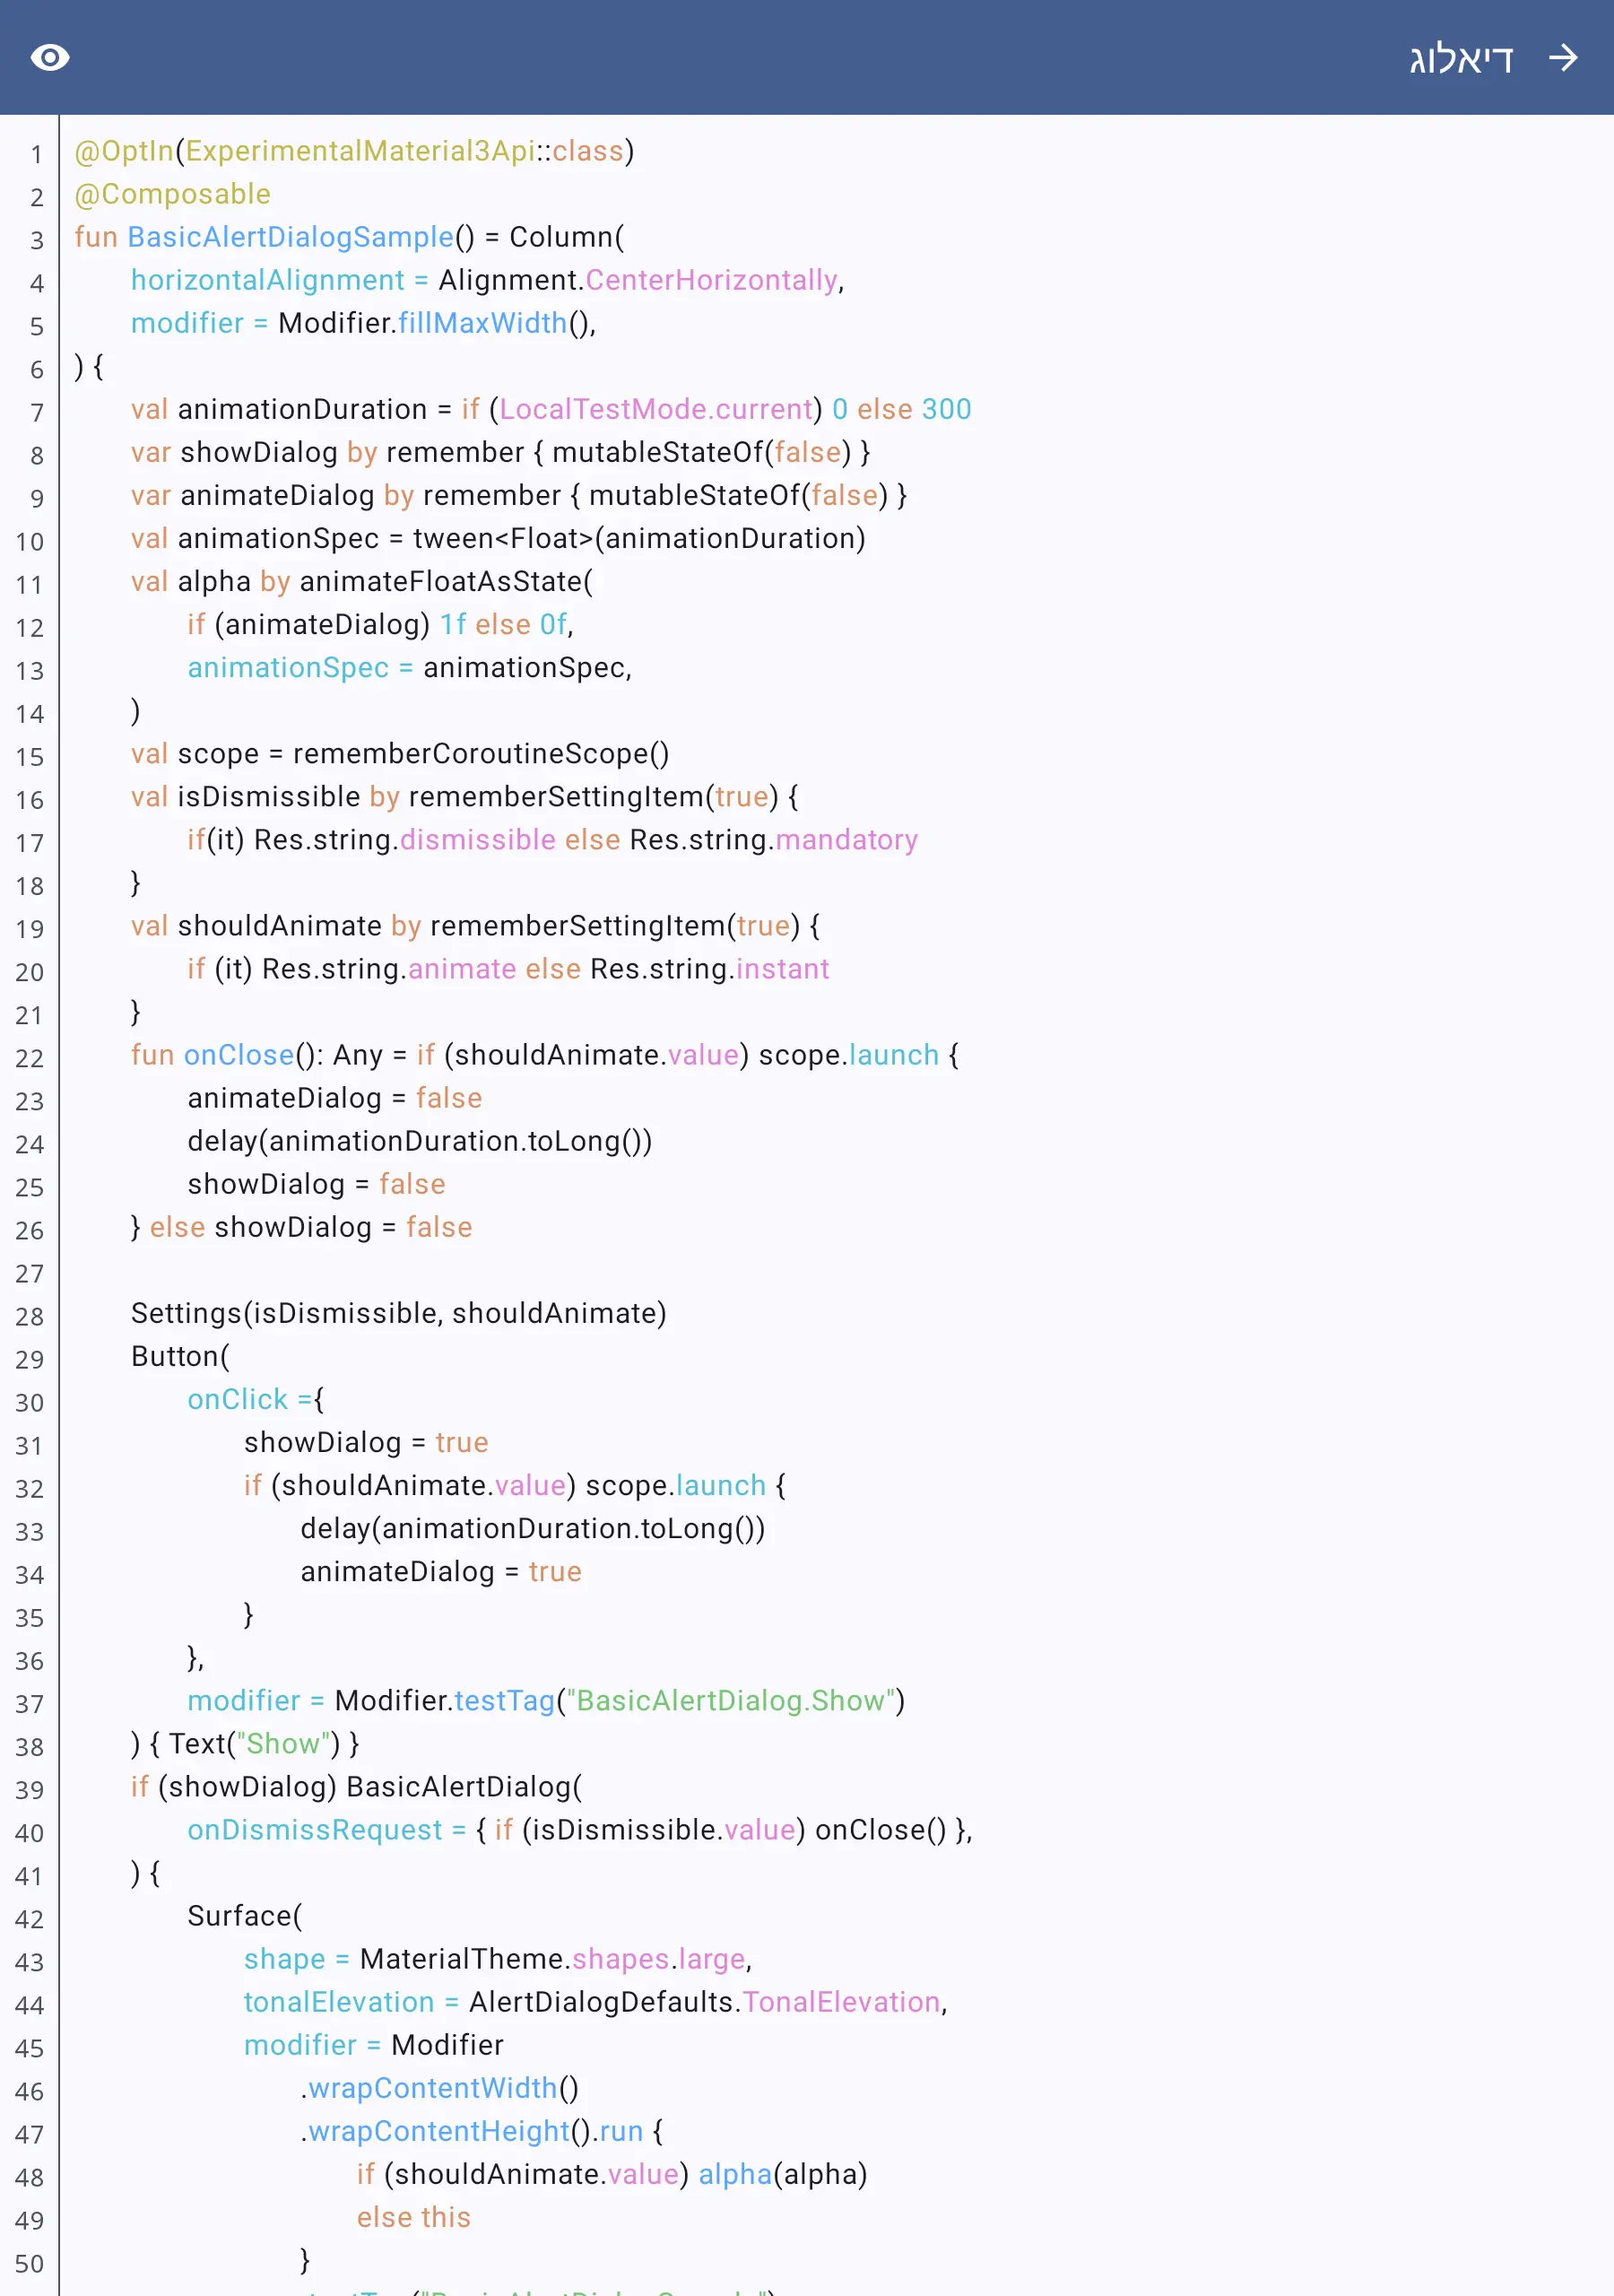 דיאלוג
1 @OptIn(ExperimentalMaterial3Api::class)
2 @Composable
3 fun BasicAlertDialogSample() = Column(
4 horizontalAlignment = Alignment.CenterHorizontally,
5 modifier = Modifier.fillMaxWidth(),
6 ) {
7 val animationDuration = if (LocalTestMode.current) 0 else 300
8 var showDialog by remember { mutableStateOf(false) }
9 var animateDialog by remember { mutableStateOf(false) }
10 val animationSpec = tween<Float>(animationDuration)
11 val alpha by animateFloatAsState(
12 if (animateDialog) 1f else 0f,
13 animationSpec = animationSpec,
14 )
15 val scope = rememberCoroutineScope()
16 val isDismissible by rememberSettingItem(true) {
17 if(it) Res.string.dismissible else Res.string.mandatory
18 }
19 val shouldAnimate by rememberSettingItem(true) {
20 if (it) Res.string.animate else Res.string.instant
21 }
22 fun onClose(): Any = if (shouldAnimate.value) scope.launch {
23 animateDialog = false
24 delay(animationDuration.toLong())
25 showDialog = false
26 } else showDialog = false
27
28 Settings(isDismissible, shouldAnimate)
29 Button(
30 onClick ={
31 showDialog = true
32 if (shouldAnimate.value) scope.launch {
33 delay(animationDuration.toLong())
34 animateDialog = true
35 }
36 },
37 modifier = Modifier.testTag("BasicAlertDialog.Show")
38 ) { Text("Show") }
39 if (showDialog) BasicAlertDialog(
40 onDismissRequest = { if (isDismissible.value) onClose() },
41 ) {
42 Surface(
43 shape = MaterialTheme.shapes.large,
44 tonalElevation = AlertDialogDefaults.TonalElevation,
45 modifier = Modifier
46 .wrapContentWidth()
47 .wrapContentHeight().run {
48 if (shouldAnimate.value) alpha(alpha)
49 else this
50 }